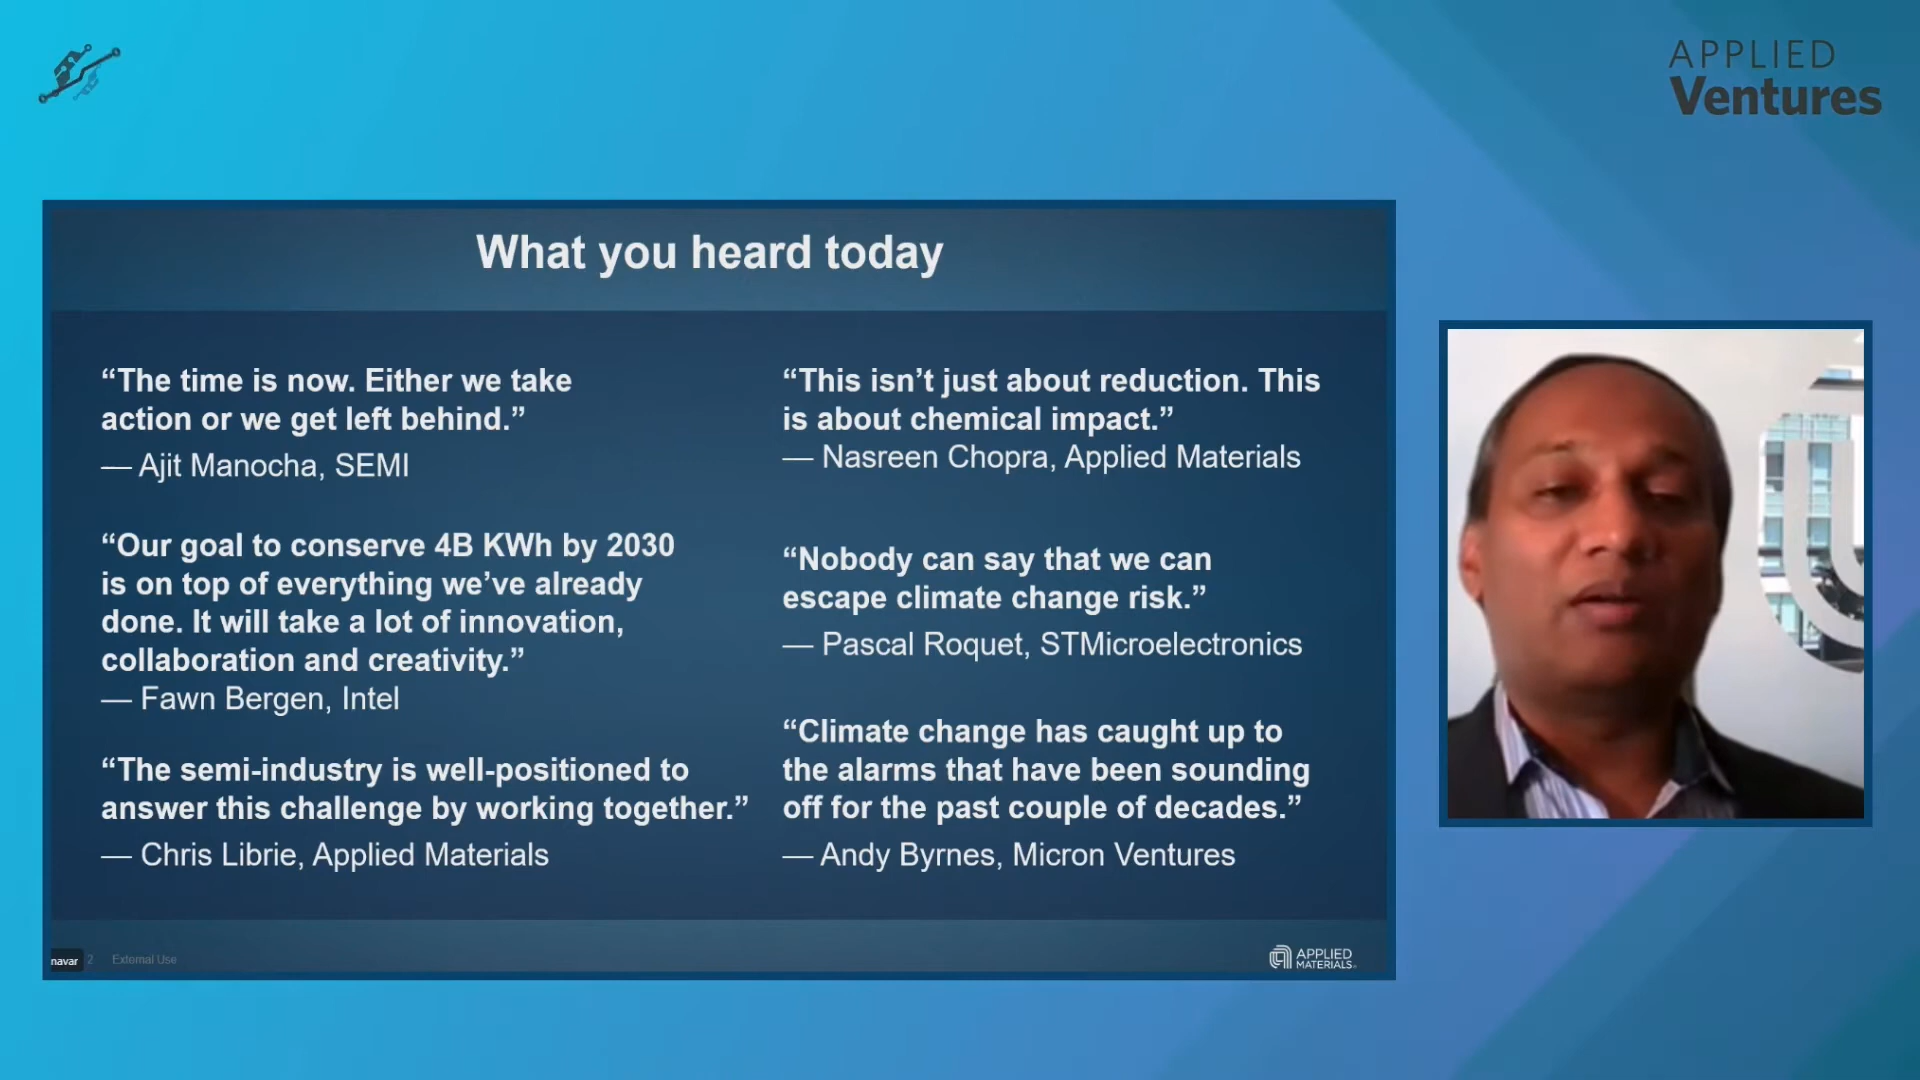 APPLIED
Ventures
What you heard today
“The time is now. Either we take
action or we get left behind.”
— Ajit Manocha, SEMI
“Our goal to conserve 4B KWh by 2030
is on top of everything we’ve already
done. It will take a lot of innovation,
collaboration and creativity.”
— Fawn Bergen, Intel
“The semi-industry is well-positioned to
answer this challenge by working together.”
— Chris Librie, Applied Materials
“This isn’t just about reduction. This
is about chemical impact.”
— Nasreen Chopra, Applied Materials
“Nobody can say that we can
escape climate change risk.”
— Pascal Roquet, STMicroelectronics
“Climate change has caught up to
the alarms that have been sounding
off for the past couple of decades.”
— Andy Byrnes, Micron Ventures
navar
2 External Use
APPLIED
MATERIALS